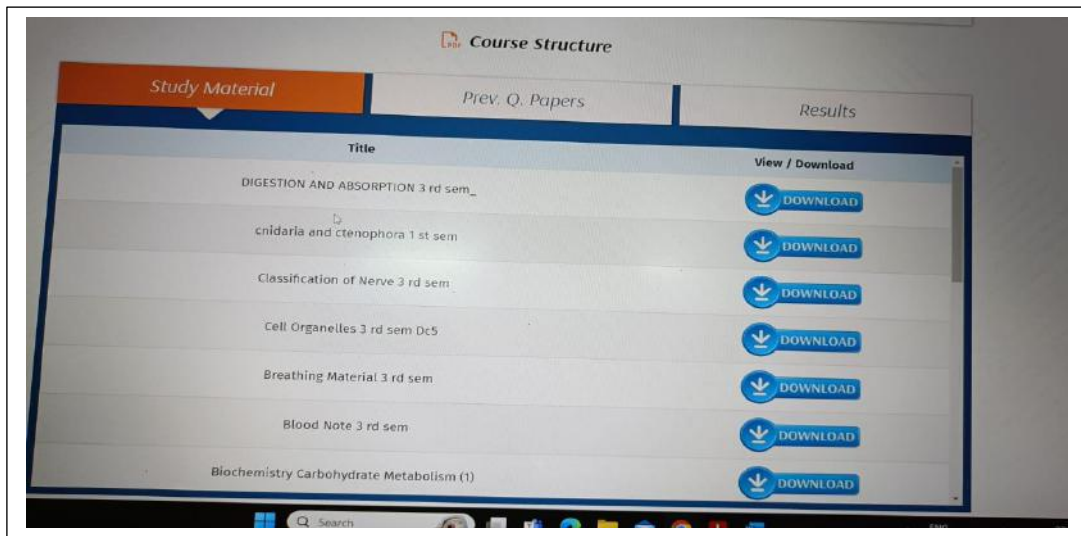 PDF Course Structure
Study Material Prev. Q. Papers Results
Title View / Download
DIGESTION AND ABSORPTION 3 rd sem_ DOWNLOAD
cnidaria and ctenophora 1 st sem DOWNLOAD
Classification of Nerve 3 rd sem DOWNLOAD
Cell Organelles 3 rd sem Dc5 DOWNLOAD
Breathing Material 3 rd sem DOWNLOAD
Blood Note 3 rd sem DOWNLOAD
Biochemistry Carbohydrate Metabolism (1) DOWNLOAD
Search ENG